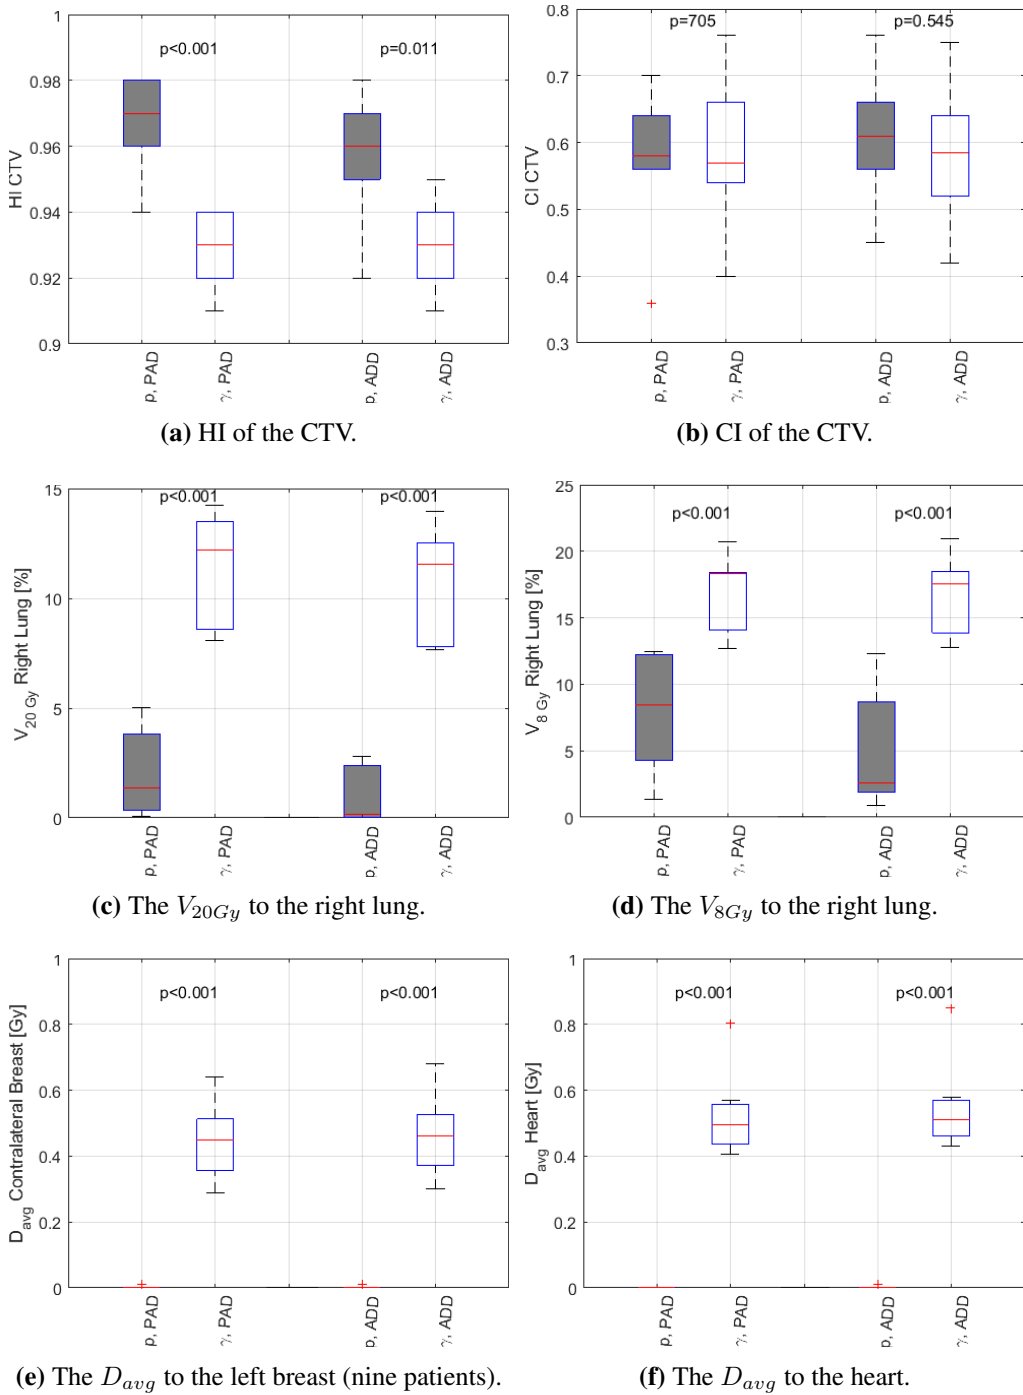 p<0.001 p=0.011
1
0.98
0.96
0.94
0.92
0.9
HI CTV
p, PAD
γ, PAD
p, ADD
γ, ADD
(a) HI of the CTV.
p=705 p=0.545
0.8
0.7
0.6
0.5
0.4
0.3
CI CTV
p, PAD
γ, PAD
p, ADD
γ, ADD
(b) CI of the CTV.
p<0.001 p<0.001
15
10
5
0
V20 Gy Right Lung [%]
p, PAD
γ, PAD
p, ADD
γ, ADD
(c) The V20Gy to the right lung.
p<0.001 p<0.001
25
20
15
10
5
0
V8 Gy Right Lung [%]
p, PAD
γ, PAD
p, ADD
γ, ADD
(d) The V8Gy to the right lung.
p<0.001 p<0.001
1
0.8
0.6
0.4
0.2
0
Davg Contralateral Breast [Gy]
p, PAD
γ, PAD
p, ADD
γ, ADD
(e) The Davg to the left breast (nine patients).
p<0.001 p<0.001
1
0.8
0.6
0.4
0.2
0
Davg Heart [Gy]
p, PAD
γ, PAD
p, ADD
γ, ADD
(f) The Davg to the heart.